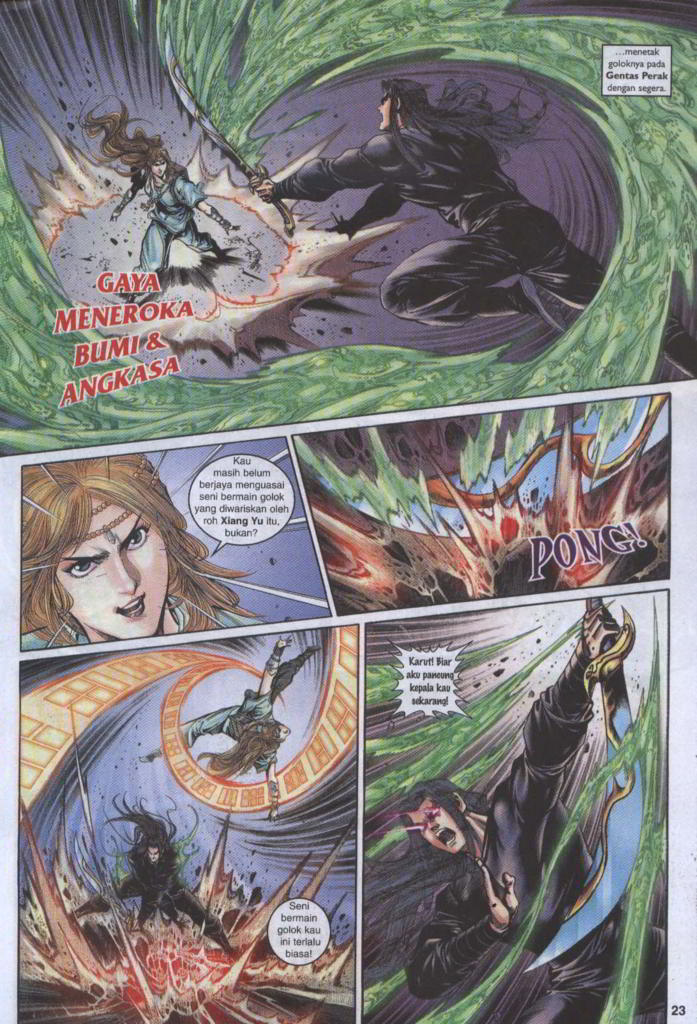 ...menetak
goloknya pada
Gentas Perak
dengan segera.
GAYA
MENEROKA
BUMI &
ANGKASA
Kau
masih belum
berjaya menguasai
seni bermain golok
yang diwariskan oleh
roh Xiang Yu itu,
bukan?
PONG!
Seni
bermain
golok kau
ini terlalu
biasa!
Karut! Biar
aku pancung
kepala kau
sekarang!
23